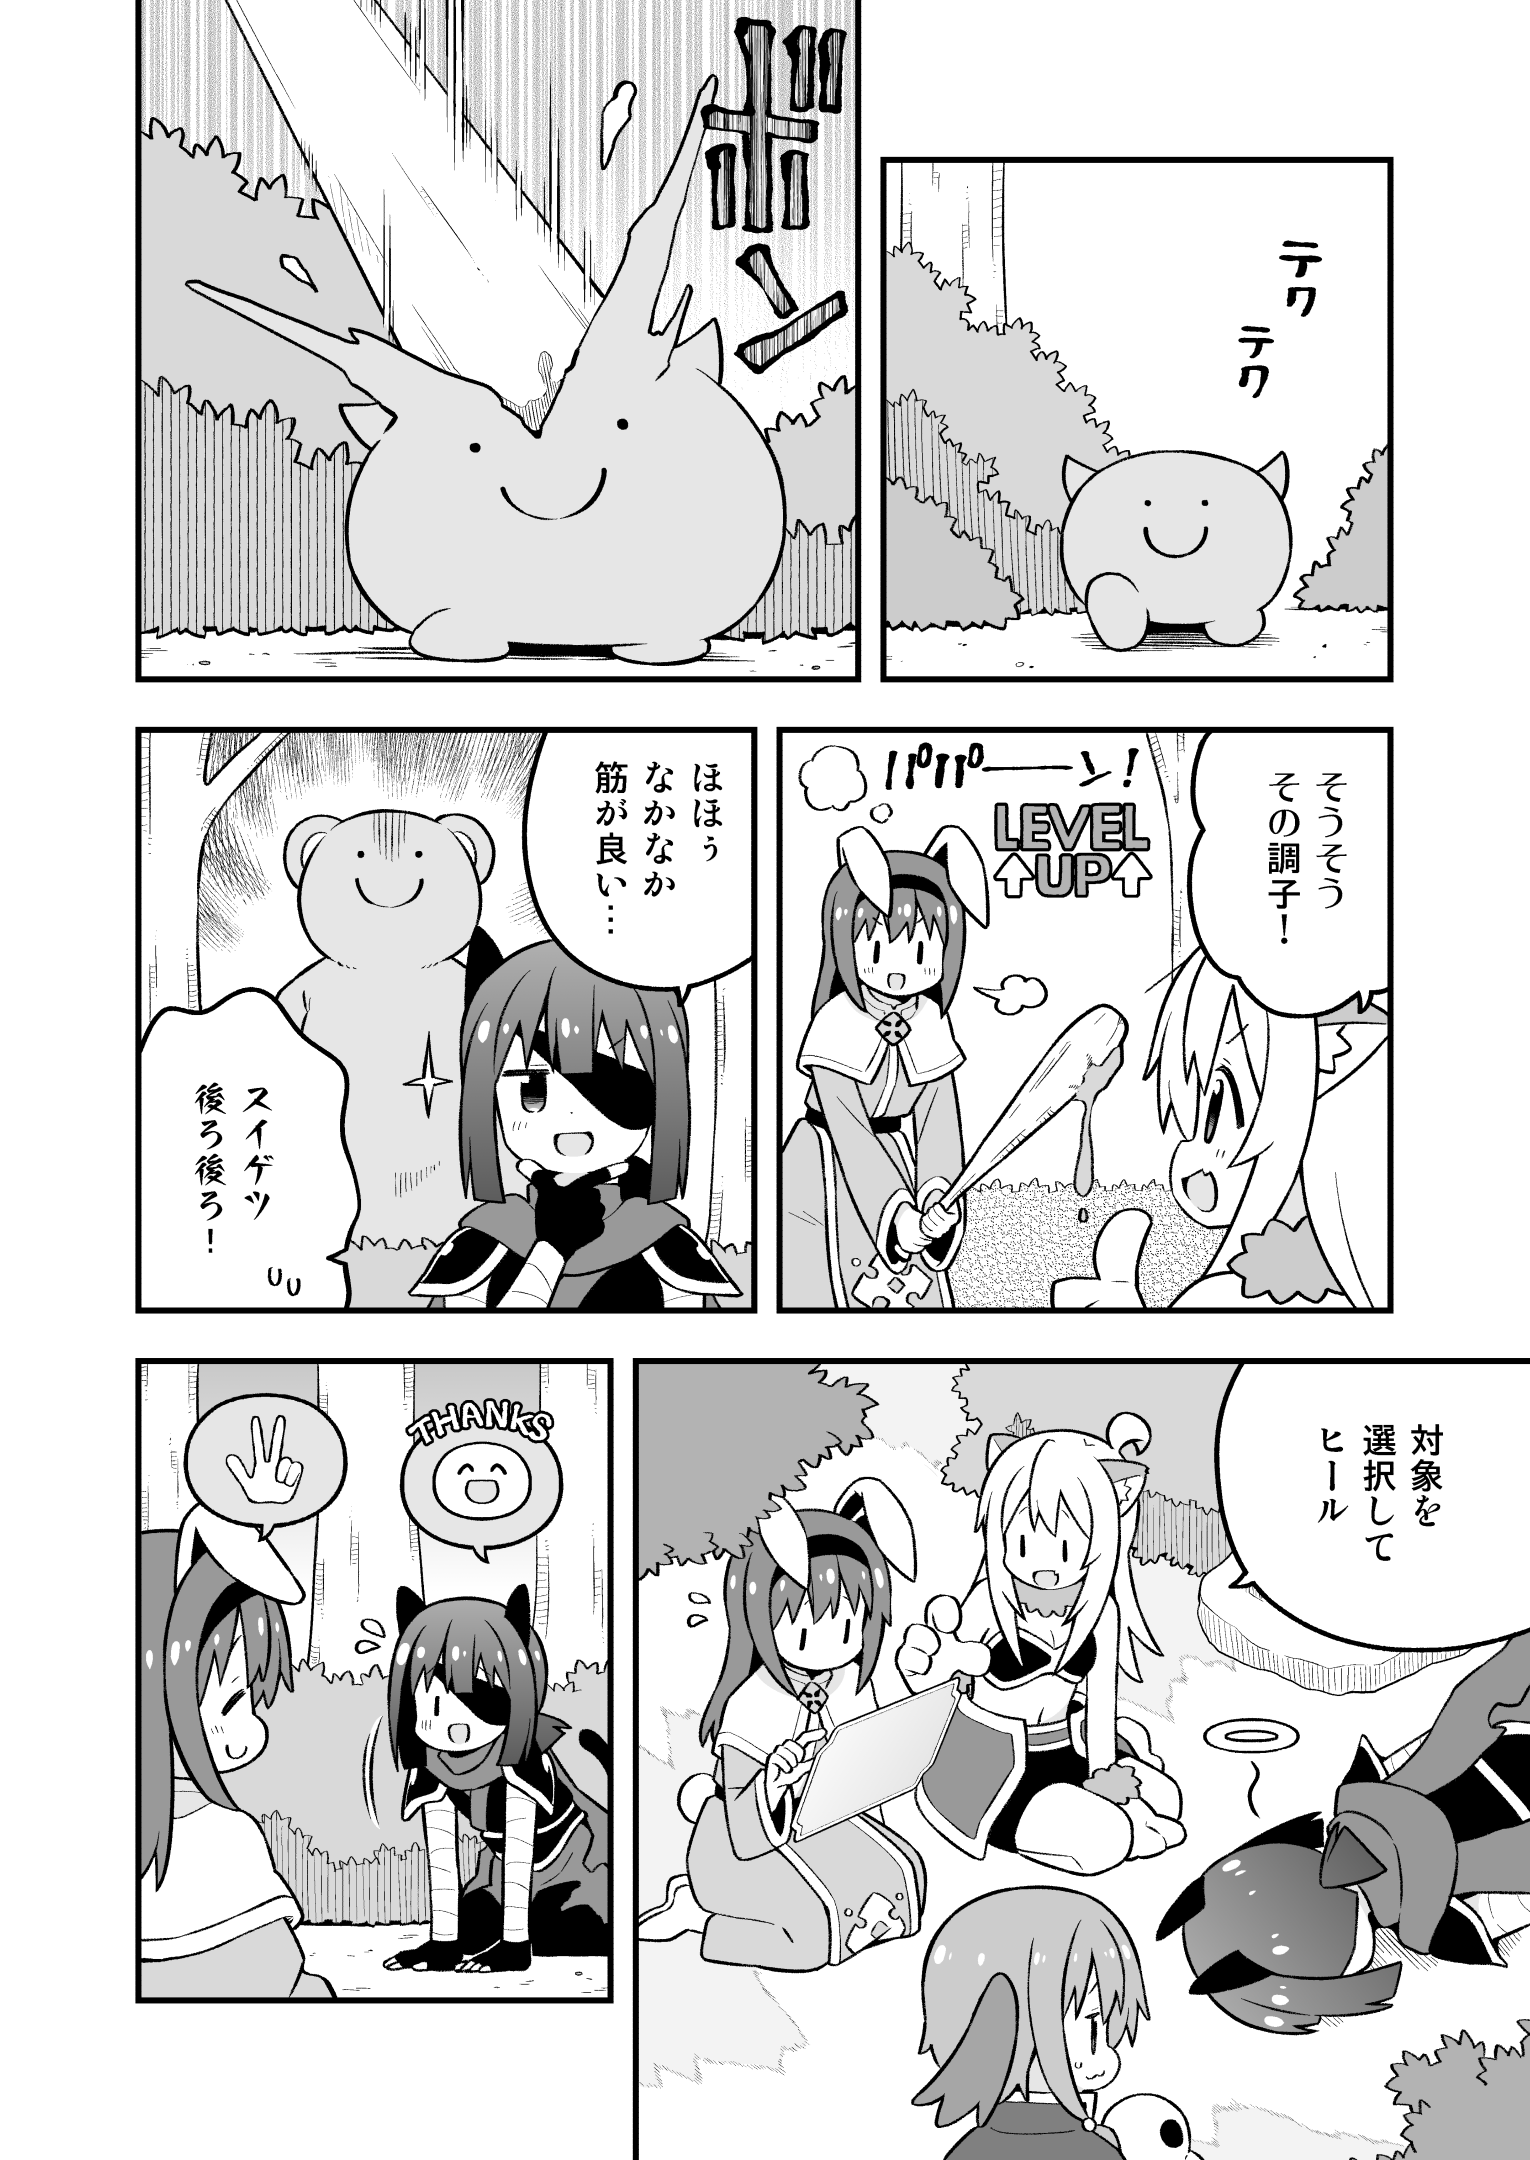 テク
テク
ボン
そうそう
その調子！
パパパパーン！
LEVEL
↑UP↑
ほほぅ
なかなか
筋が良い…
スイゲツ
後ろ後ろ！
対象を
選択して
ヒール
THANKS